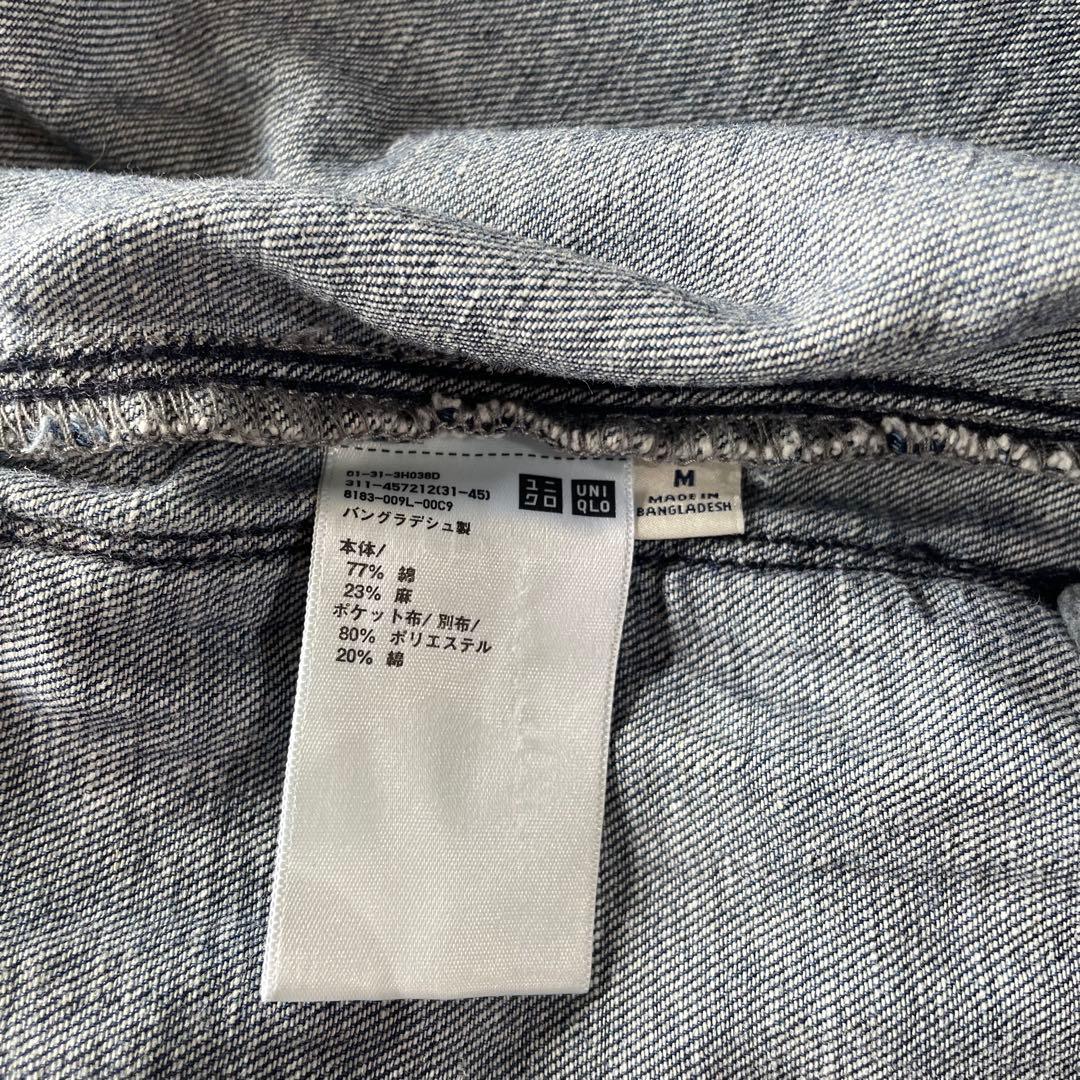 01-31-3H038D
311-457212(31-45)
8183-009L-00C9
バングラデシュ製
ユニ
クロ
UNI
QLO
本体/
77% 綿
23% 麻
ポケット布/別布/
80% ポリエステル
20% 綿
M
MADE IN
BANGLADESH